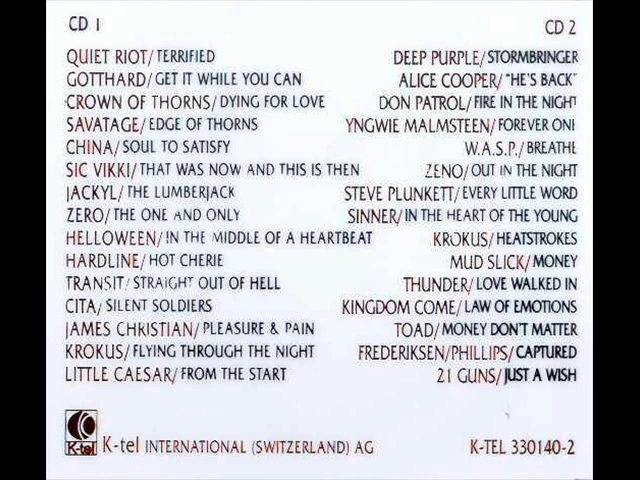 CD 1
QUIET RIOT/TERRIFIED
GOTTHARD/GET IT WHILE YOU CAN
CROWN OF THORNS/DYING FOR LOVE
SAVATAGE/EDGE OF THORNS
CHINA/SOUL TO SATISFY
SIC VIKKI/THAT WAS NOW AND THIS IS THEN
JACKYL/THE LUMBERJACK
ZERO/THE ONE AND ONLY
HELLOWEEN/IN THE MIDDLE OF A HEARTBEAT
HARDLINE/HOT CHERIE
TRANSIT/STRAIGHT OUT OF HELL
CITA/SILENT SOLDIERS
JAMES CHRISTIAN/PLEASURE & PAIN
KROKUS/FLYING THROUGH THE NIGHT
LITTLE CAESAR/FROM THE START
CD 2
DEEP PURPLE/STORMBRINGER
ALICE COOPER/"HE'S BACK"
DON PATROL/FIRE IN THE NIGHT
YNGWIE MALMSTEEN/FOREVER ONE
W.A.S.P./BREATHE
ZENO/OUT IN THE NIGHT
STEVE PLUNKETT/EVERY LITTLE WORD
SINNER/IN THE HEART OF THE YOUNG
KROKUS/HEATSTROKES
MUD SLICK/MONEY
THUNDER/LOVE WALKED IN
KINGDOM COME/LAW OF EMOTIONS
TOAD/MONEY DON'T MATTER
FREDERIKSEN/PHILLIPS/CAPTURED
21 GUNS/JUST A WISH
K-tel
K-tel INTERNATIONAL (SWITZERLAND) AG
K-TEL 330140-2